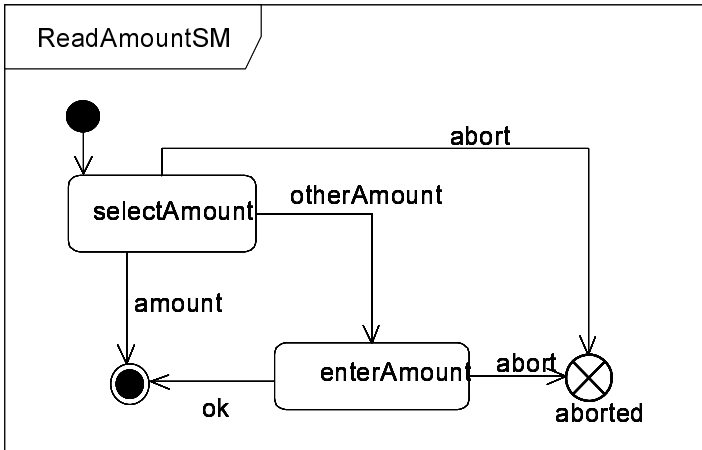 ReadAmountSM
abort
otherAmount
selectAmount
amount
enterAmount
abort
ok
aborted